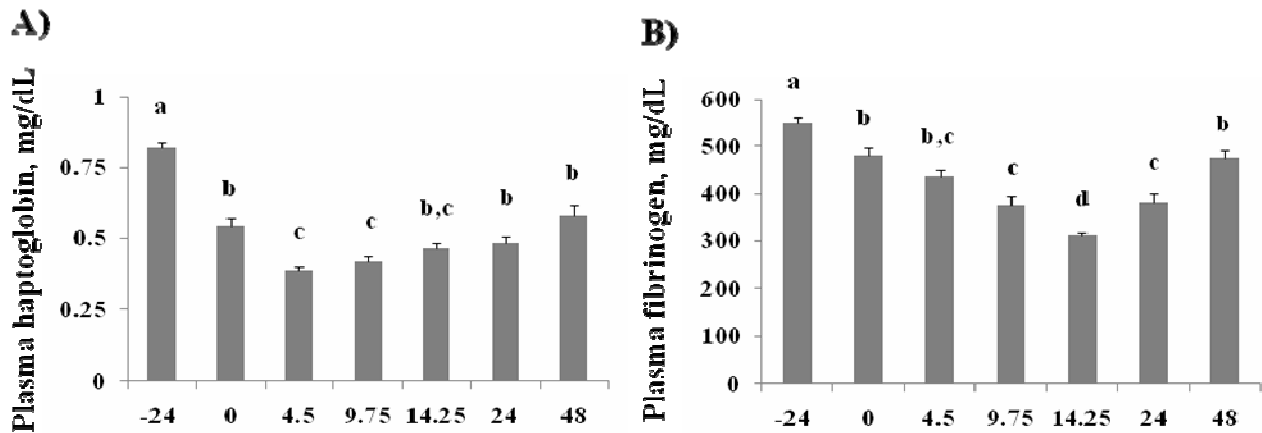 A)
Plasma haptoglobin, mg/dL
1
0.75
0.5
0.25
0
a
b
c
c
b,c
b
b
-24 0 4.5 9.75 14.25 24 48
B)
Plasma fibrinogen, mg/dL
600
500
400
300
200
100
0
a
b
b,c
c
d
c
b
-24 0 4.5 9.75 14.25 24 48